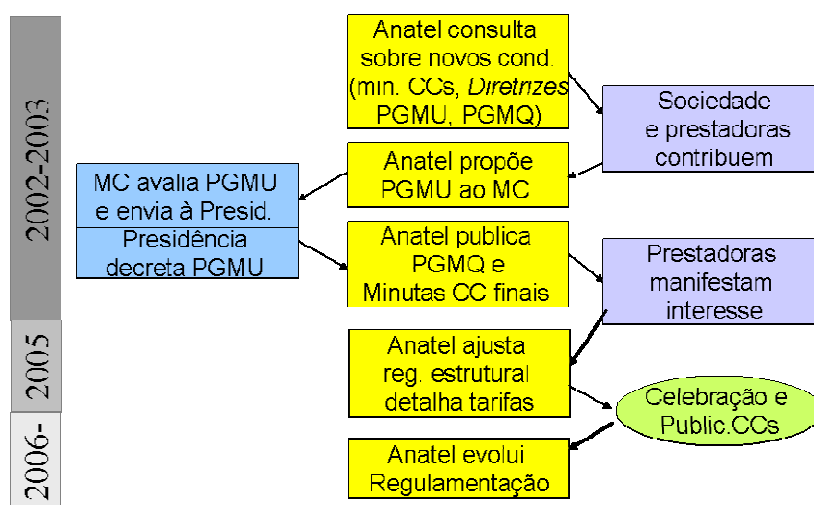 2002-2003
2005
2006-
Anatel consulta
sobre novos cond.
(min. CCs, Diretrizes
PGMU, PGMQ)
Sociedade
e prestadoras
contribuem
Anatel propõe
PGMU ao MC
MC avalia PGMU
e envia à Presid.
Presidência
decreta PGMU
Anatel publica
PGMQ e
Minutas CC finais
Prestadoras
manifestam
interesse
Anatel ajusta
reg. estrutural
detalha tarifas
Celebração e
Public.CCs
Anatel evolui
Regulamentação